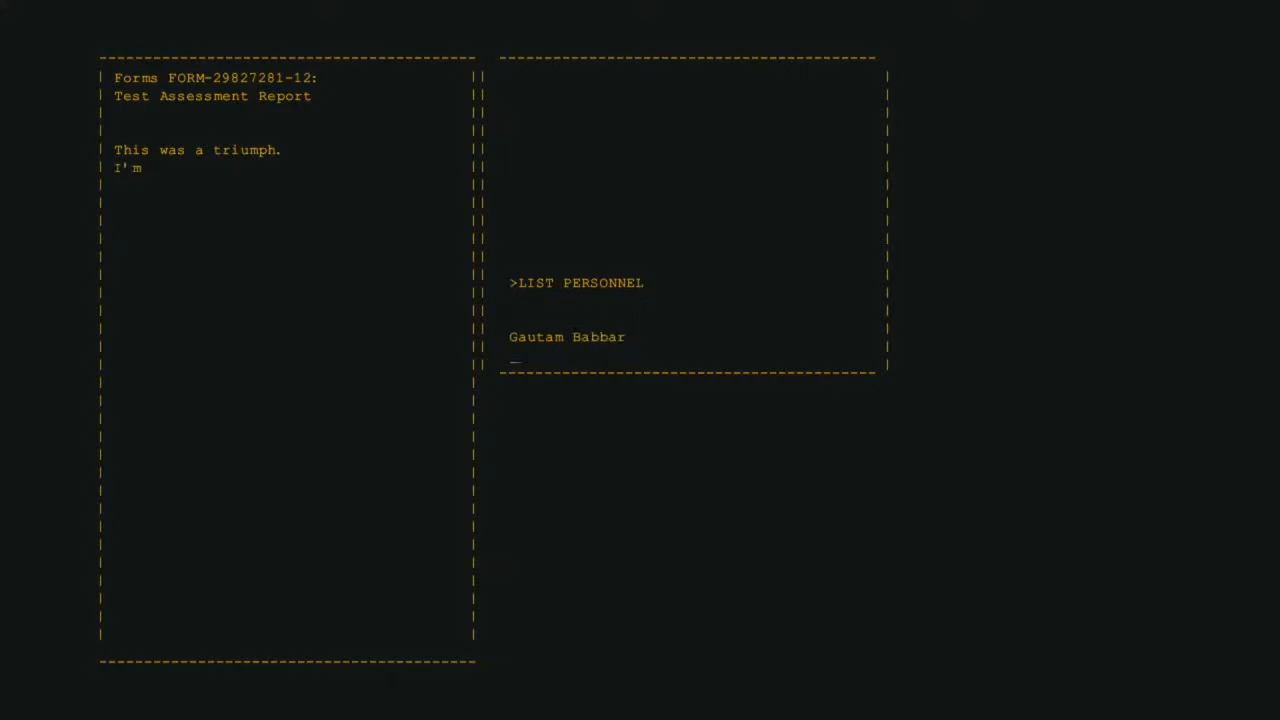 Forms FORM-29827281-12:
Test Assessment Report
This was a triumph.
I'm
>LIST PERSONNEL
Gautam Babbar